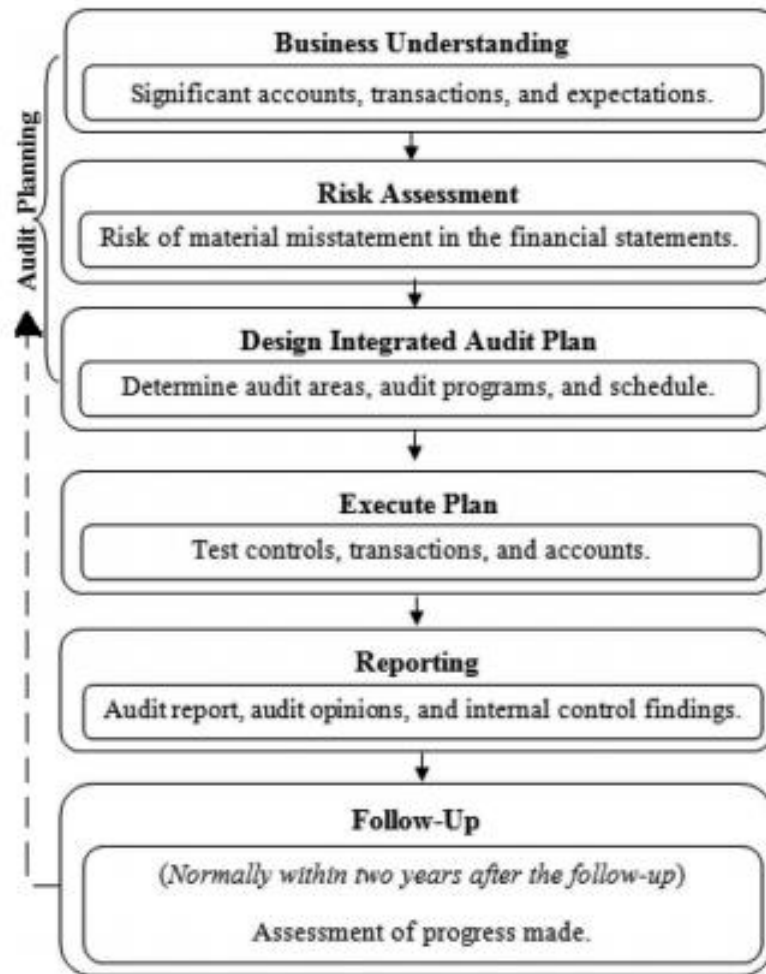 Audit Planning
Business Understanding
Significant accounts, transactions, and expectations.
Risk Assessment
Risk of material misstatement in the financial statements.
Design Integrated Audit Plan
Determine audit areas, audit programs, and schedule.
Execute Plan
Test controls, transactions, and accounts.
Reporting
Audit report, audit opinions, and internal control findings.
Follow-Up
(Normally within two years after the follow-up)
Assessment of progress made.